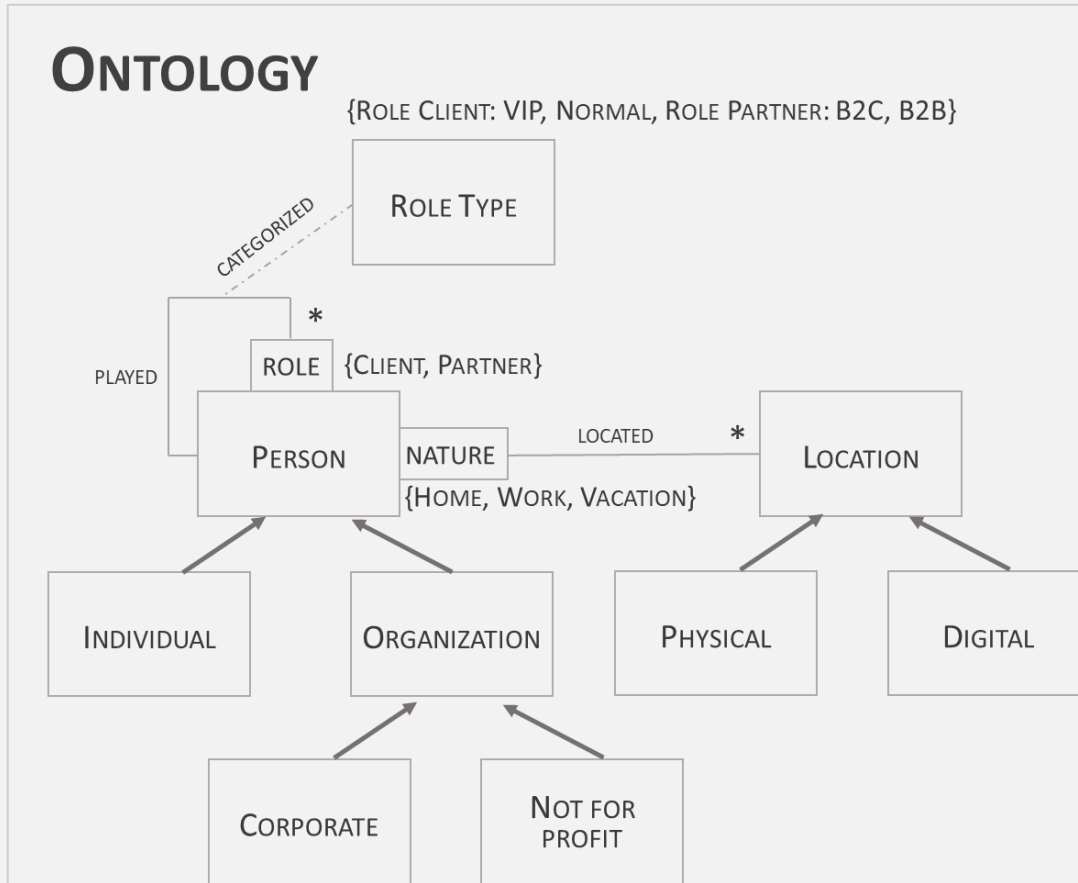 ONTOLOGY
{ROLE CLIENT: VIP, NORMAL, ROLE PARTNER: B2C, B2B}
ROLE TYPE
CATEGORIZED
*
PLAYED
ROLE
{CLIENT, PARTNER}
PERSON
NATURE
LOCATED
*
LOCATION
{HOME, WORK, VACATION}
INDIVIDUAL
ORGANIZATION
PHYSICAL
DIGITAL
CORPORATE
NOT FOR
PROFIT